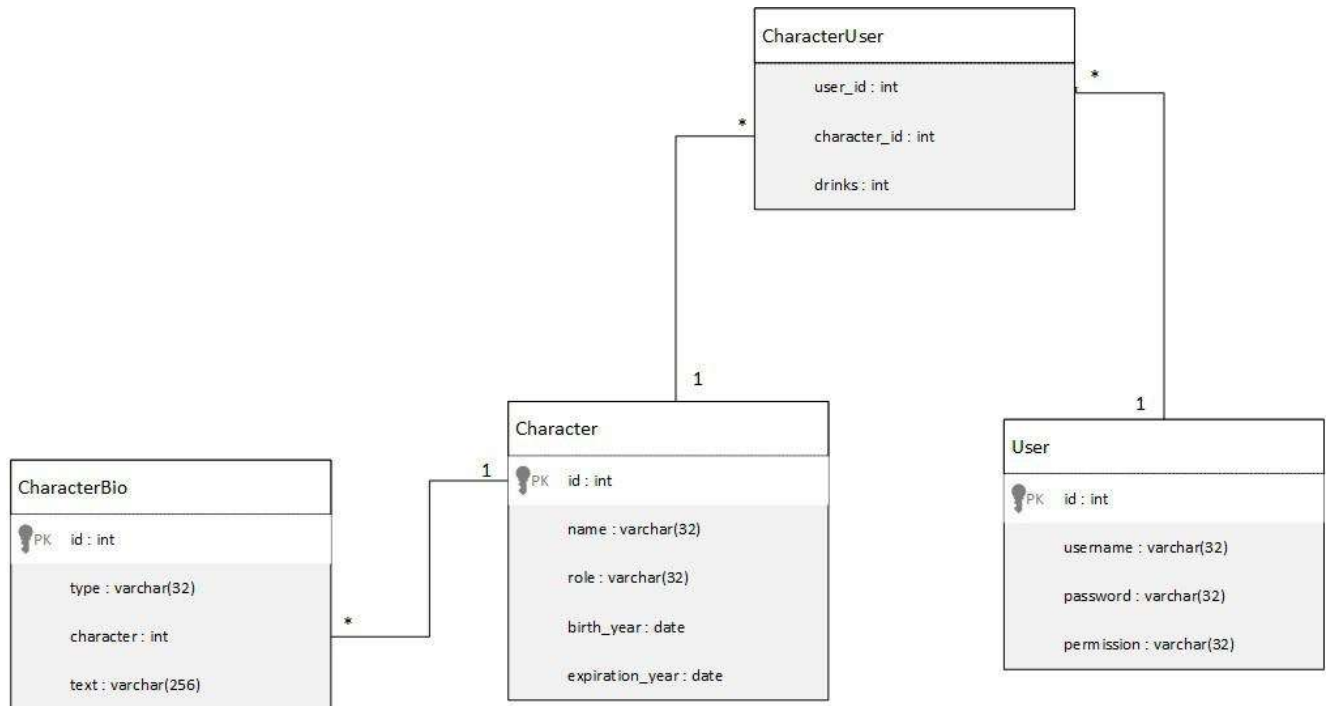 CharacterUser
user_id : int
character_id : int
drinks : int
*
*
1
1
Character
PK id : int
name : varchar(32)
role : varchar(32)
birth_year : date
expiration_year : date
User
PK id : int
username : varchar(32)
password : varchar(32)
permission : varchar(32)
1
*
CharacterBio
PK id : int
type : varchar(32)
character : int
text : varchar(256)